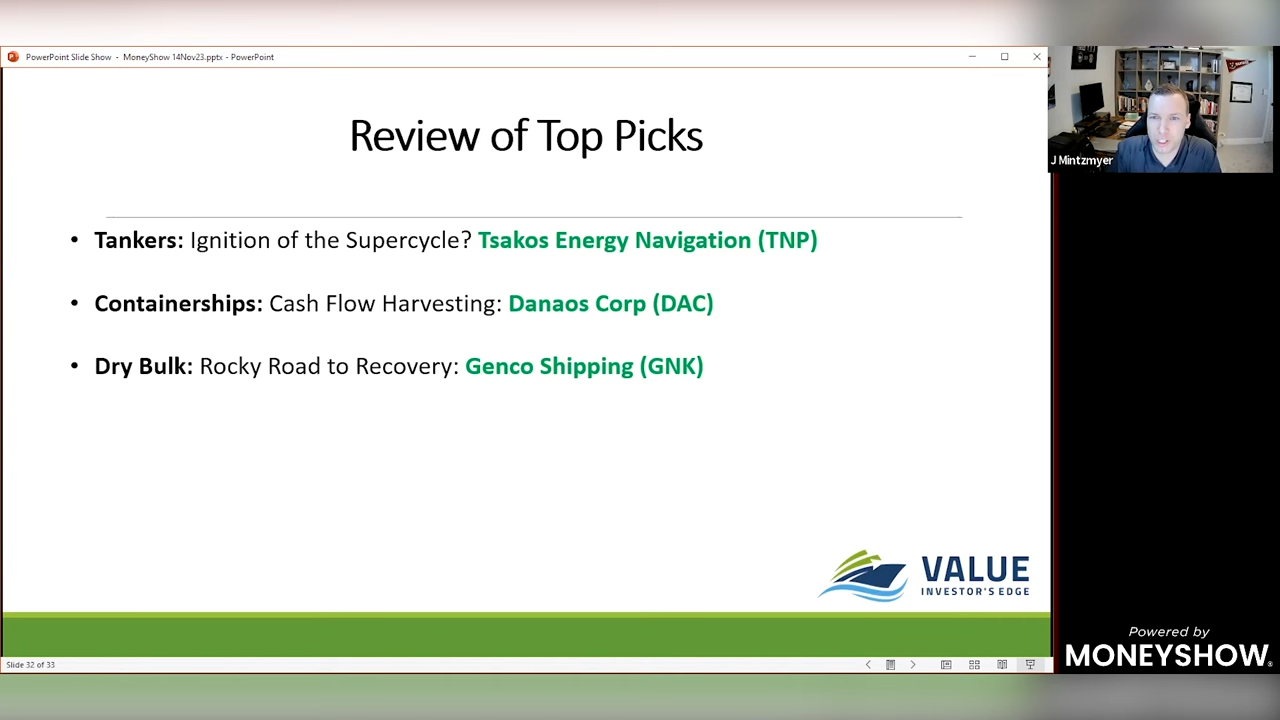 PowerPoint Slide Show - MoneyShow 14Nov23.pptx - PowerPoint
J Mintzmyer
Review of Top Picks
• Tankers: Ignition of the Supercycle? Tsakos Energy Navigation (TNP)
• Containerships: Cash Flow Harvesting: Danaos Corp (DAC)
• Dry Bulk: Rocky Road to Recovery: Genco Shipping (GNK)
VALUE
INVESTOR'S EDGE
Slide 32 of 33
Powered by
MONEYSHOW®